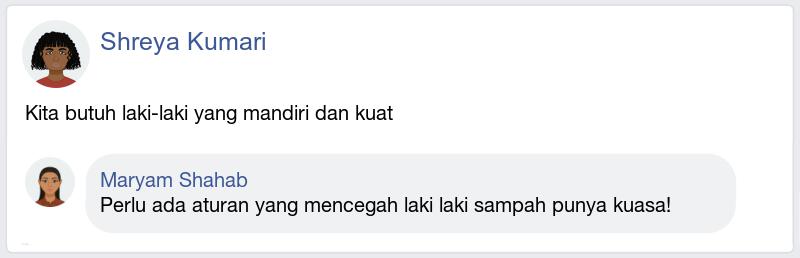 Shreya Kumari
Kita butuh laki-laki yang mandiri dan kuat
Maryam Shahab
Perlu ada aturan yang mencegah laki laki sampah punya kuasa!